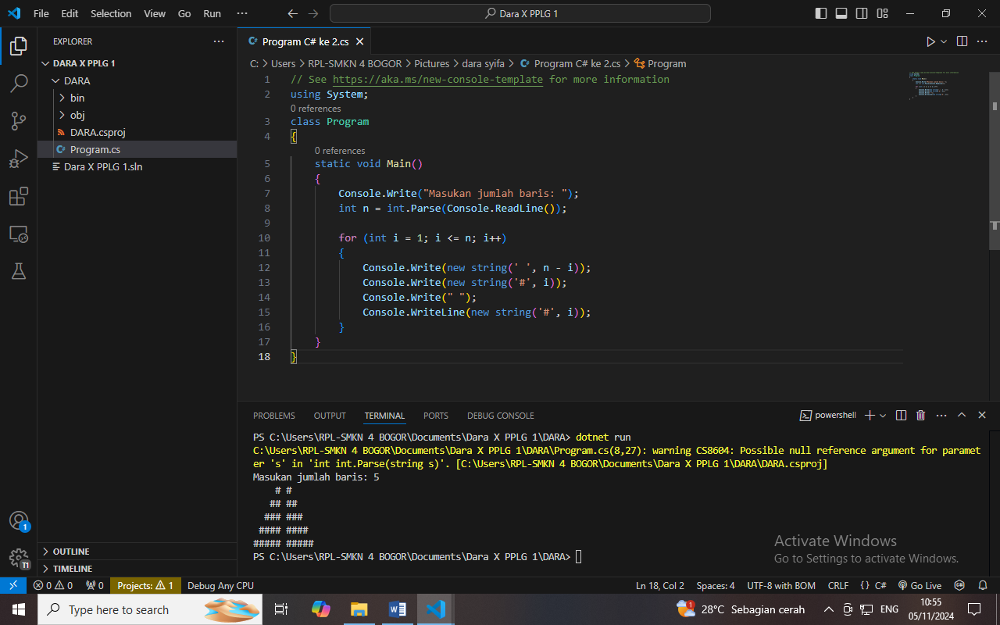 File Edit Selection View Go Run ··· Dara X PPLG 1
EXPLORER ···
DARA X PPLG 1
DARA
bin
obj
DARA.csproj
Program.cs
Dara X PPLG 1.sln
OUTLINE
TIMELINE
Program C# ke 2.cs
C: > Users > RPL-SMKN 4 BOGOR > Pictures > dara syifa > Program C# ke 2.cs > Program
1 // See https://aka.ms/new-console-template for more information
2 using System;
0 references
3 class Program
4 {
0 references
5 static void Main()
6 {
7 Console.Write("Masukan jumlah baris: ");
8 int n = int.Parse(Console.ReadLine());
9
10 for (int i = 1; i <= n; i++)
11 {
12 Console.Write(new string(' ', n - i));
13 Console.Write(new string('#', i));
14 Console.Write(" ");
15 Console.WriteLine(new string('#', i));
16 }
17 }
18 }
PROBLEMS OUTPUT TERMINAL PORTS DEBUG CONSOLE powershell
PS C:\Users\RPL-SMKN 4 BOGOR\Documents\Dara X PPLG 1\DARA> dotnet run
C:\Users\RPL-SMKN 4 BOGOR\Documents\Dara X PPLG 1\DARA\Program.cs(8,27): warning CS8604: Possible null reference argument for paramet
er 's' in 'int int.Parse(string s)'. [C:\Users\RPL-SMKN 4 BOGOR\Documents\Dara X PPLG 1\DARA\DARA.csproj]
Masukan jumlah baris: 5
    # #
   ## ##
  ### ###
 #### ####
##### #####
PS C:\Users\RPL-SMKN 4 BOGOR\Documents\Dara X PPLG 1\DARA>
Activate Windows
Go to Settings to activate Windows.
1
T1
0 0 0 Projects: 1 Debug Any CPU Ln 18, Col 2 Spaces: 4 UTF-8 with BOM CRLF {} C# Go Live
Type here to search 1 28°C Sebagian cerah ENG 10:55
05/11/2024